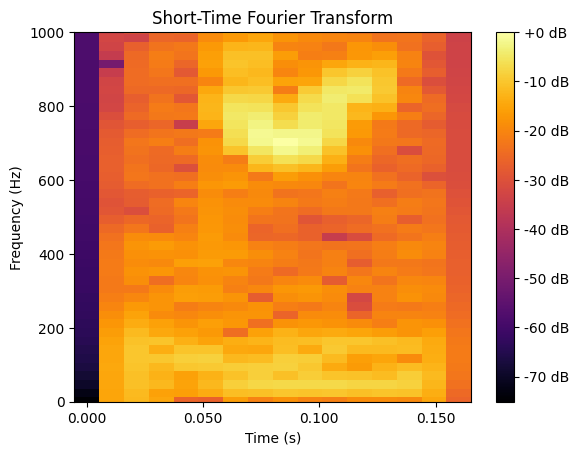 Short-Time Fourier Transform
1000
800
600
400
200
0
Frequency (Hz)
0.000
0.050
0.100
0.150
Time (s)
+0 dB
-10 dB
-20 dB
-30 dB
-40 dB
-50 dB
-60 dB
-70 dB